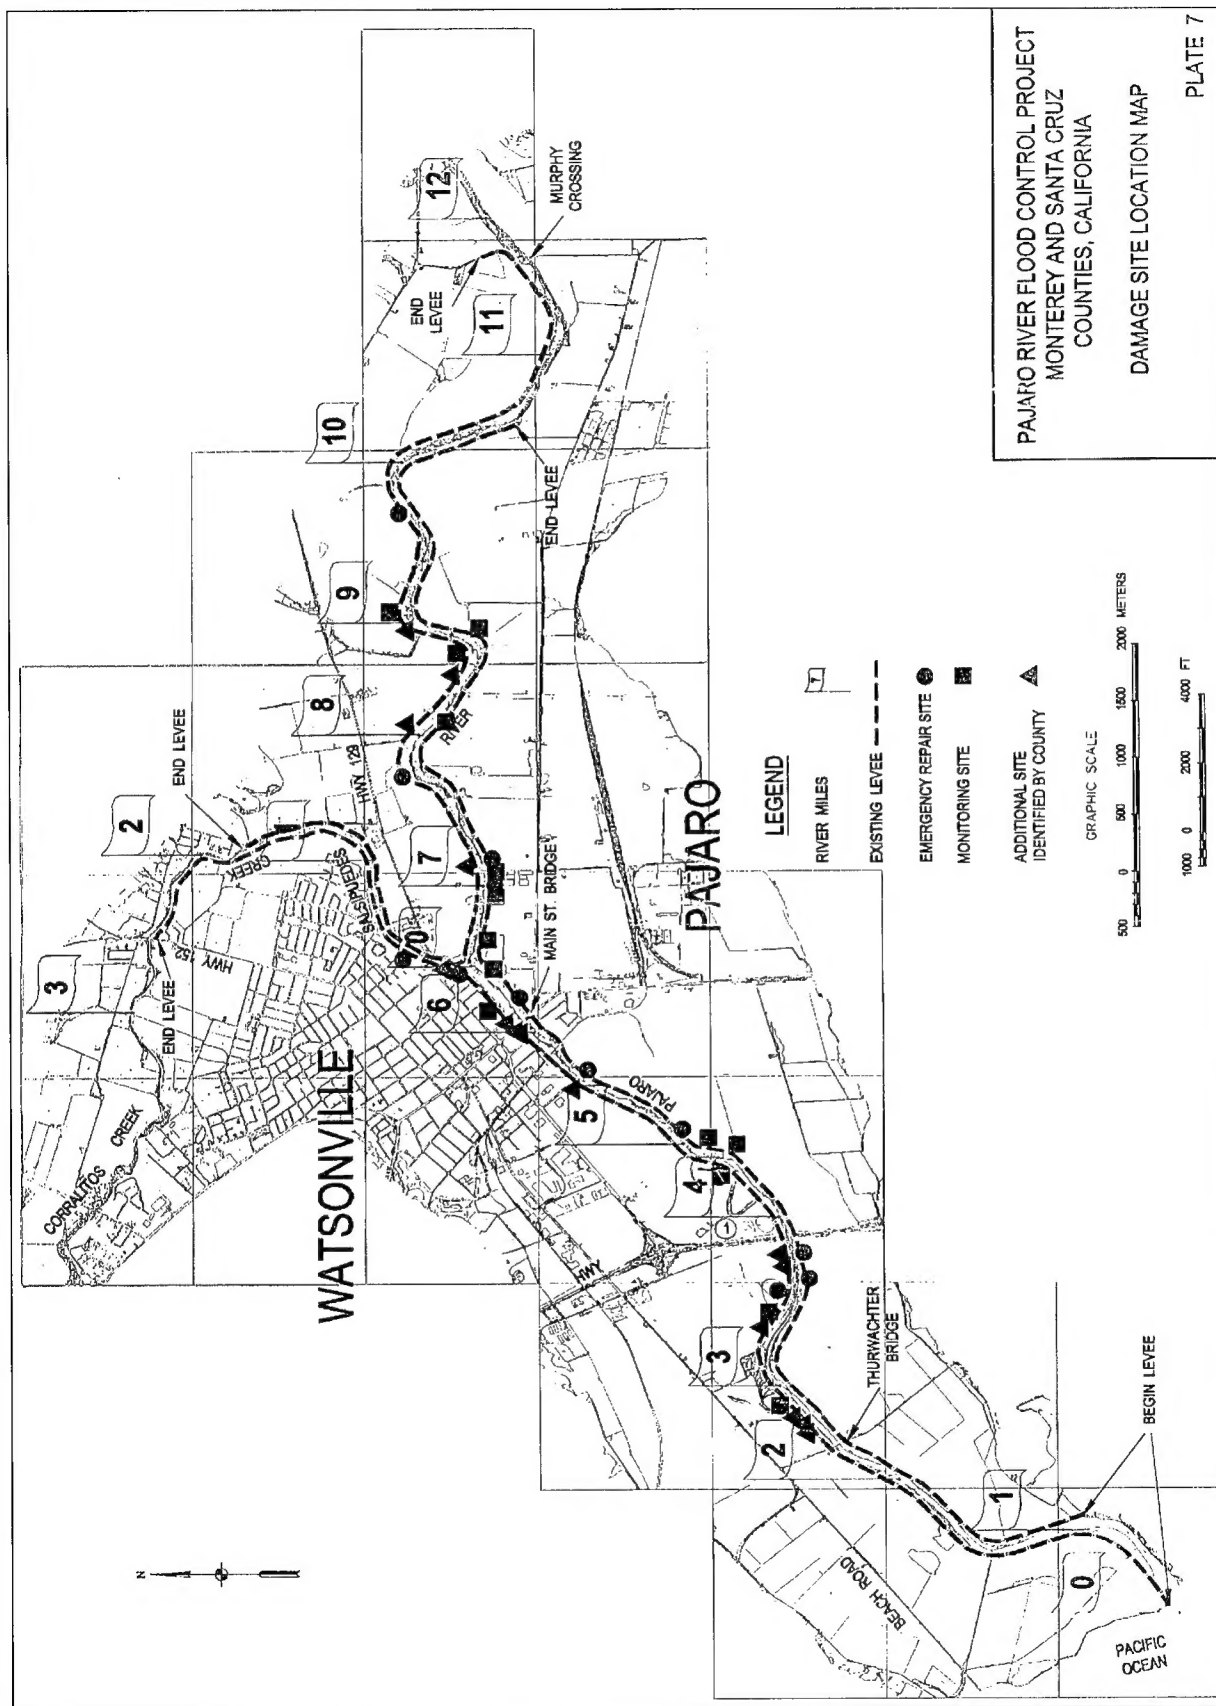 PAJARO RIVER FLOOD CONTROL PROJECT
MONTEREY AND SANTA CRUZ
COUNTIES, CALIFORNIA
DAMAGE SITE LOCATION MAP
PLATE 7
N
PACIFIC
OCEAN
BEACH ROAD
BEGIN LEVEE
THURWACHTER
BRIDGE
HWY
1
PAJARO
RIVER
MAIN ST. BRIDGE
WATSONVILLE
PAJARO
CORRALITOS
CREEK
END LEVEE
HWY 152
SALSIPUEDES
CREEK
END LEVEE
HWY 129
END LEVEE
END
LEVEE
MURPHY
CROSSING
0
1
2
3
4
5
6
7
8
9
10
11
12
0
2
3
LEGEND
RIVER MILES
EXISTING LEVEE
EMERGENCY REPAIR SITE
MONITORING SITE
ADDITIONAL SITE
IDENTIFIED BY COUNTY
GRAPHIC SCALE
500 0 500 1000 1500 2000 METERS
1000 0 2000 4000 FT